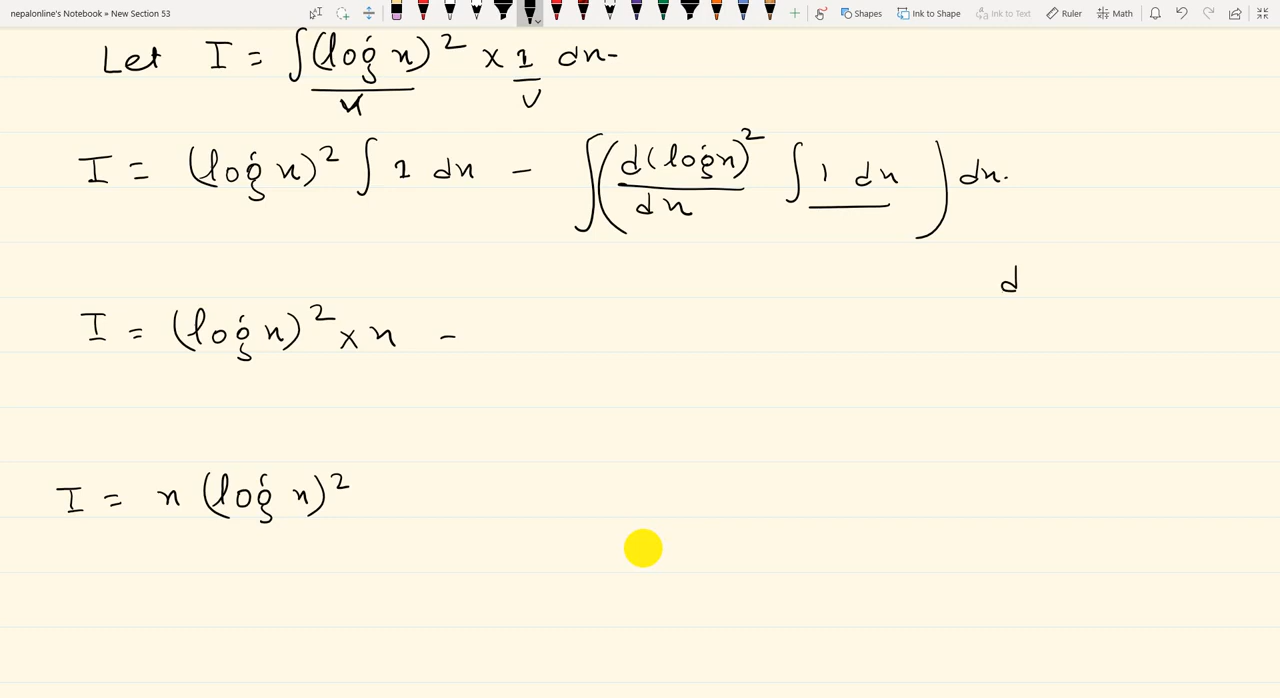 nepalonline's Notebook » New Section 53
Shapes Ink to Shape Ink to Text Ruler Math
Let I = ∫(log x)² × 1 dx
u v
I = (log x)² ∫ 1 dx - ∫(d(log x)²/dx ∫ 1 dx) dx.
d
I = (log x)² × x -
I = x (log x)²